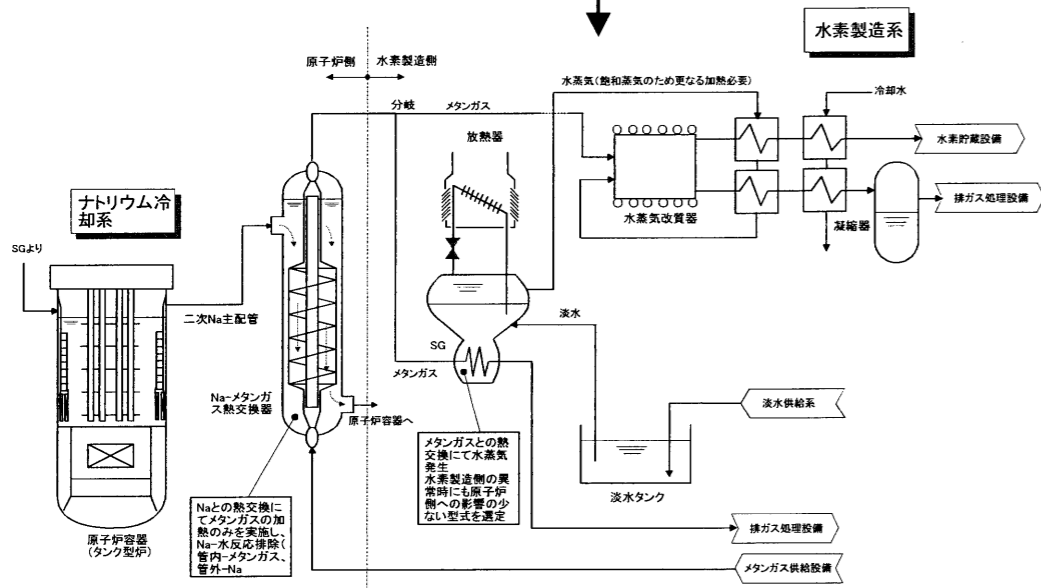 水素製造系
原子炉側
水素製造側
水蒸気(飽和蒸気のため更なる加熱必要)
冷却水
分岐
メタンガス
放熱器
水素貯蔵設備
ナトリウム冷
却系
水蒸気改質器
凝縮器
排ガス処理設備
SGより
二次Na主配管
淡水
SG
メタンガス
Na-メタンガ
ス熱交換器
原子炉容器へ
淡水供給系
メタンガスとの熱
交換にて水蒸気
発生
水素製造側の異
常時にも原子炉
側への影響の少
ない型式を選定
淡水タンク
Naとの熱交換に
てメタンガスの加
熱のみを実施し、
Na-水反応排除(
管内-メタンガス、
管外-Na
原子炉容器
(タンク型炉)
排ガス処理設備
メタンガス供給設備